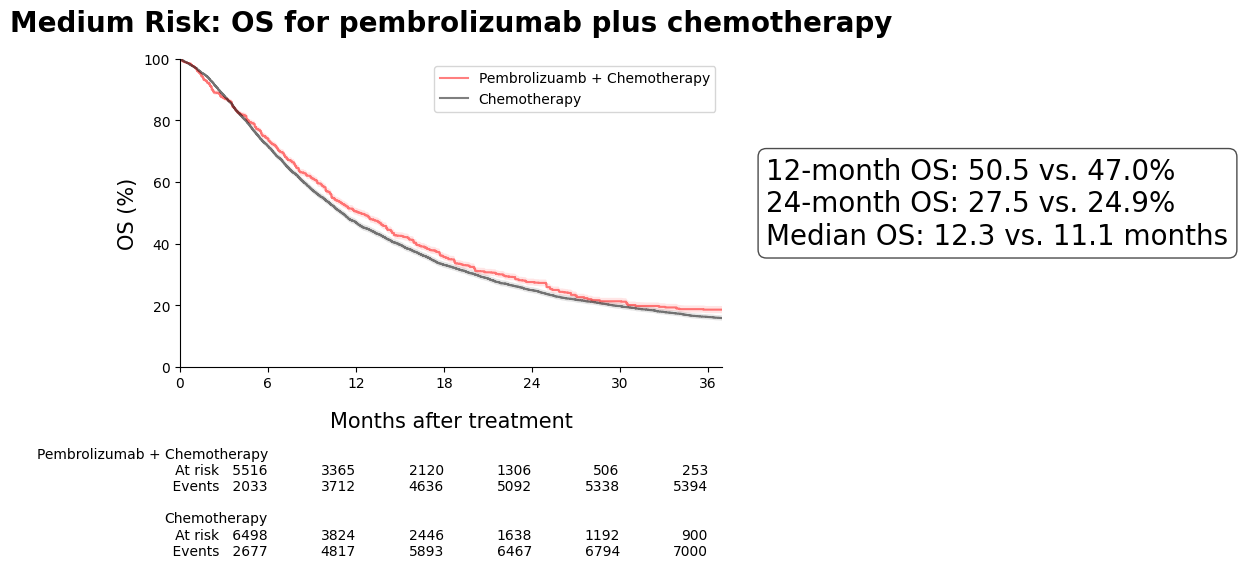 Medium Risk: OS for pembrolizumab plus chemotherapy
100
80
60
40
20
0
OS (%)
Pembrolizuamb + Chemotherapy
Chemotherapy
0 6 12 18 24 30 36
Months after treatment
12-month OS: 50.5 vs. 47.0%
24-month OS: 27.5 vs. 24.9%
Median OS: 12.3 vs. 11.1 months
Pembrolizumab + Chemotherapy
At risk 5516 3365 2120 1306 506 253
Events 2033 3712 4636 5092 5338 5394
Chemotherapy
At risk 6498 3824 2446 1638 1192 900
Events 2677 4817 5893 6467 6794 7000